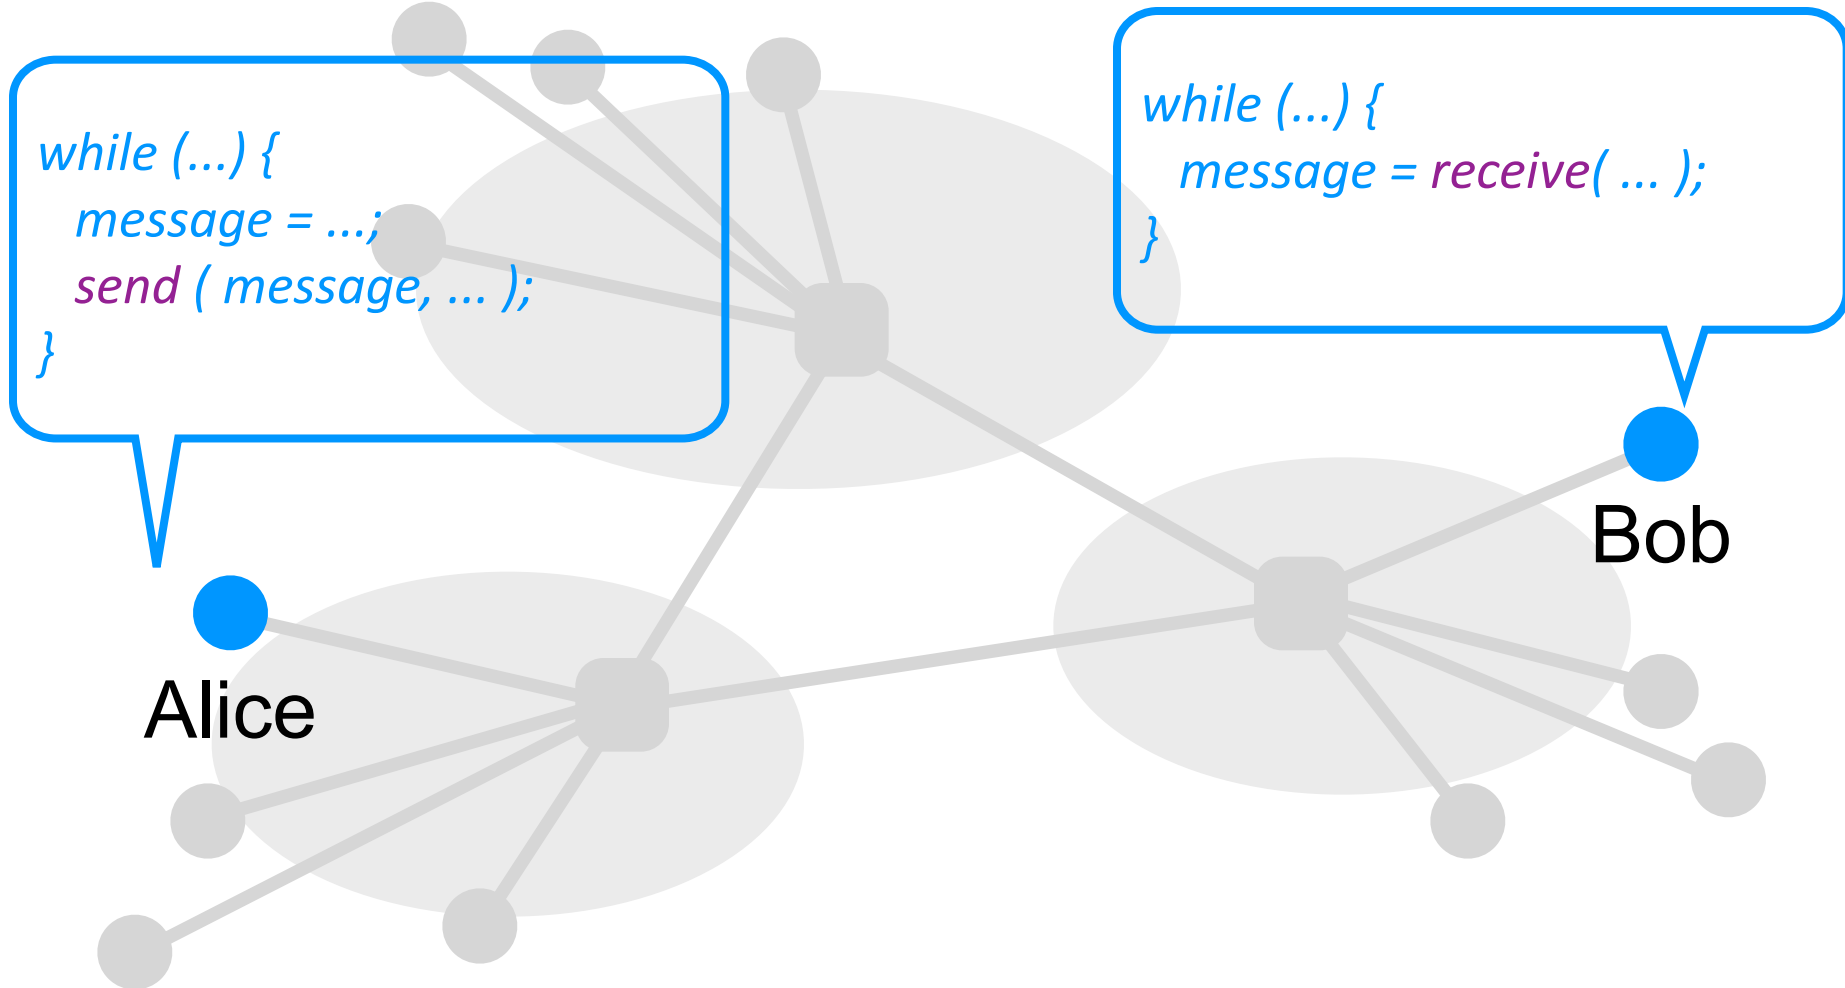 while (...) {
message = ...;
send ( message, ... );
}
Alice
while (...) {
message = receive( ... );
}
Bob